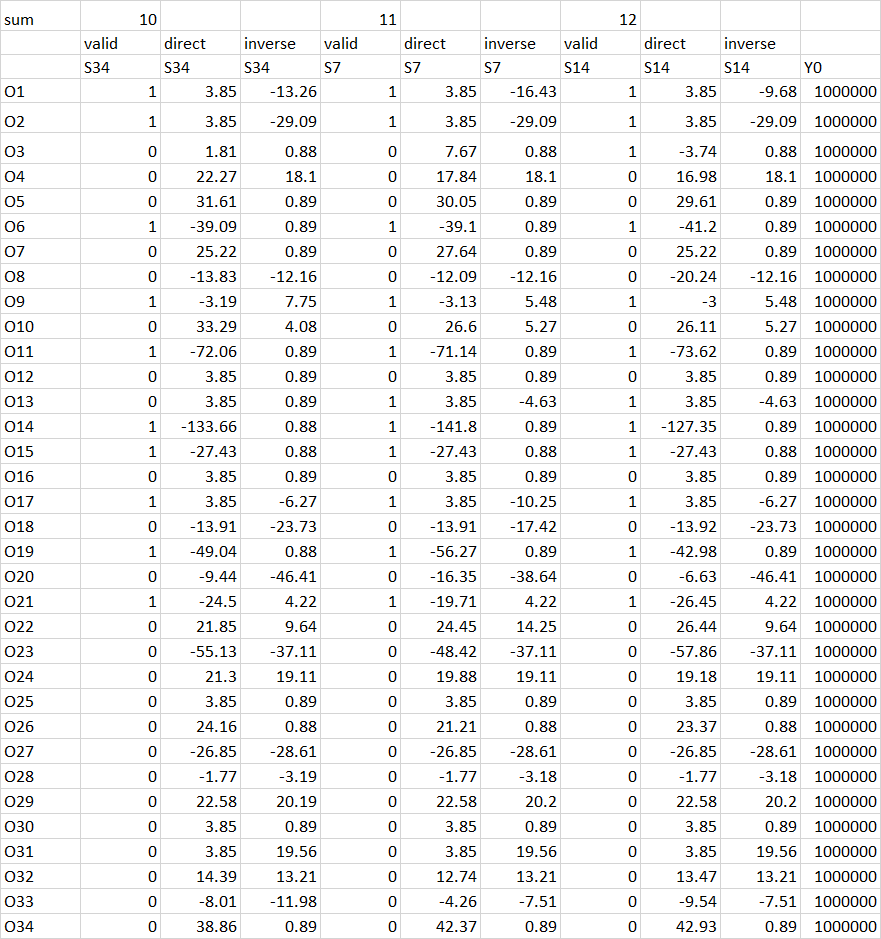 sum 10 11 12
valid direct inverse valid direct inverse valid direct inverse
S34 S34 S34 S7 S7 S7 S14 S14 S14 Y0
O1 1 3.85 -13.26 1 3.85 -16.43 1 3.85 -9.68 1000000
O2 1 3.85 -29.09 1 3.85 -29.09 1 3.85 -29.09 1000000
O3 0 1.81 0.88 0 7.67 0.88 1 -3.74 0.88 1000000
O4 0 22.27 18.1 0 17.84 18.1 0 16.98 18.1 1000000
O5 0 31.61 0.89 0 30.05 0.89 0 29.61 0.89 1000000
O6 1 -39.09 0.89 1 -39.1 0.89 1 -41.2 0.89 1000000
O7 0 25.22 0.89 0 27.64 0.89 0 25.22 0.89 1000000
O8 0 -13.83 -12.16 0 -12.09 -12.16 0 -20.24 -12.16 1000000
O9 1 -3.19 7.75 1 -3.13 5.48 1 -3 5.48 1000000
O10 0 33.29 4.08 0 26.6 5.27 0 26.11 5.27 1000000
O11 1 -72.06 0.89 1 -71.14 0.89 1 -73.62 0.89 1000000
O12 0 3.85 0.89 0 3.85 0.89 0 3.85 0.89 1000000
O13 0 3.85 0.89 1 3.85 -4.63 1 3.85 -4.63 1000000
O14 1 -133.66 0.88 1 -141.8 0.89 1 -127.35 0.89 1000000
O15 1 -27.43 0.88 1 -27.43 0.88 1 -27.43 0.88 1000000
O16 0 3.85 0.89 0 3.85 0.89 0 3.85 0.89 1000000
O17 1 3.85 -6.27 1 3.85 -10.25 1 3.85 -6.27 1000000
O18 0 -13.91 -23.73 0 -13.91 -17.42 0 -13.92 -23.73 1000000
O19 1 -49.04 0.88 1 -56.27 0.89 1 -42.98 0.89 1000000
O20 0 -9.44 -46.41 0 -16.35 -38.64 0 -6.63 -46.41 1000000
O21 1 -24.5 4.22 1 -19.71 4.22 1 -26.45 4.22 1000000
O22 0 21.85 9.64 0 24.45 14.25 0 26.44 9.64 1000000
O23 0 -55.13 -37.11 0 -48.42 -37.11 0 -57.86 -37.11 1000000
O24 0 21.3 19.11 0 19.88 19.11 0 19.18 19.11 1000000
O25 0 3.85 0.89 0 3.85 0.89 0 3.85 0.89 1000000
O26 0 24.16 0.88 0 21.21 0.88 0 23.37 0.88 1000000
O27 0 -26.85 -28.61 0 -26.85 -28.61 0 -26.85 -28.61 1000000
O28 0 -1.77 -3.19 0 -1.77 -3.18 0 -1.77 -3.18 1000000
O29 0 22.58 20.19 0 22.58 20.2 0 22.58 20.2 1000000
O30 0 3.85 0.89 0 3.85 0.89 0 3.85 0.89 1000000
O31 0 3.85 19.56 0 3.85 19.56 0 3.85 19.56 1000000
O32 0 14.39 13.21 0 12.74 13.21 0 13.47 13.21 1000000
O33 0 -8.01 -11.98 0 -4.26 -7.51 0 -9.54 -7.51 1000000
O34 0 38.86 0.89 0 42.37 0.89 0 42.93 0.89 1000000